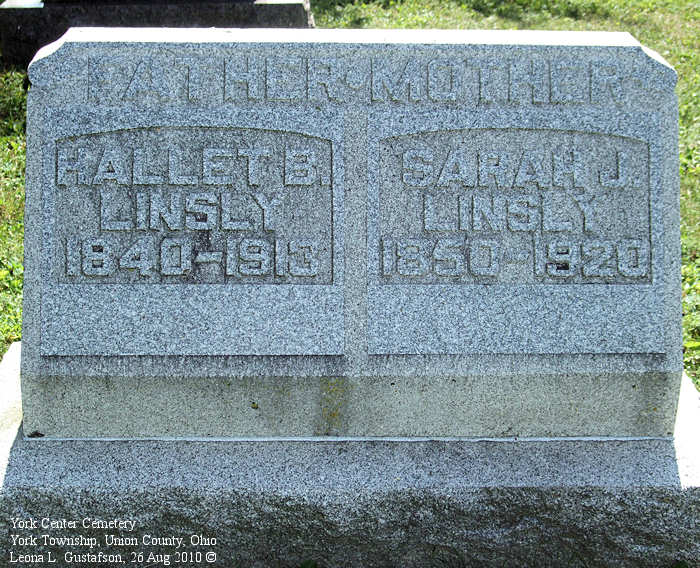 FATHER MOTHER
HALLET B.
LINSLY
1840-1913
SARAH J.
LINSLY
1850-1920
York Center Cemetery
York Township, Union County, Ohio
Leona L. Gustafson, 26 Aug 2010 ©